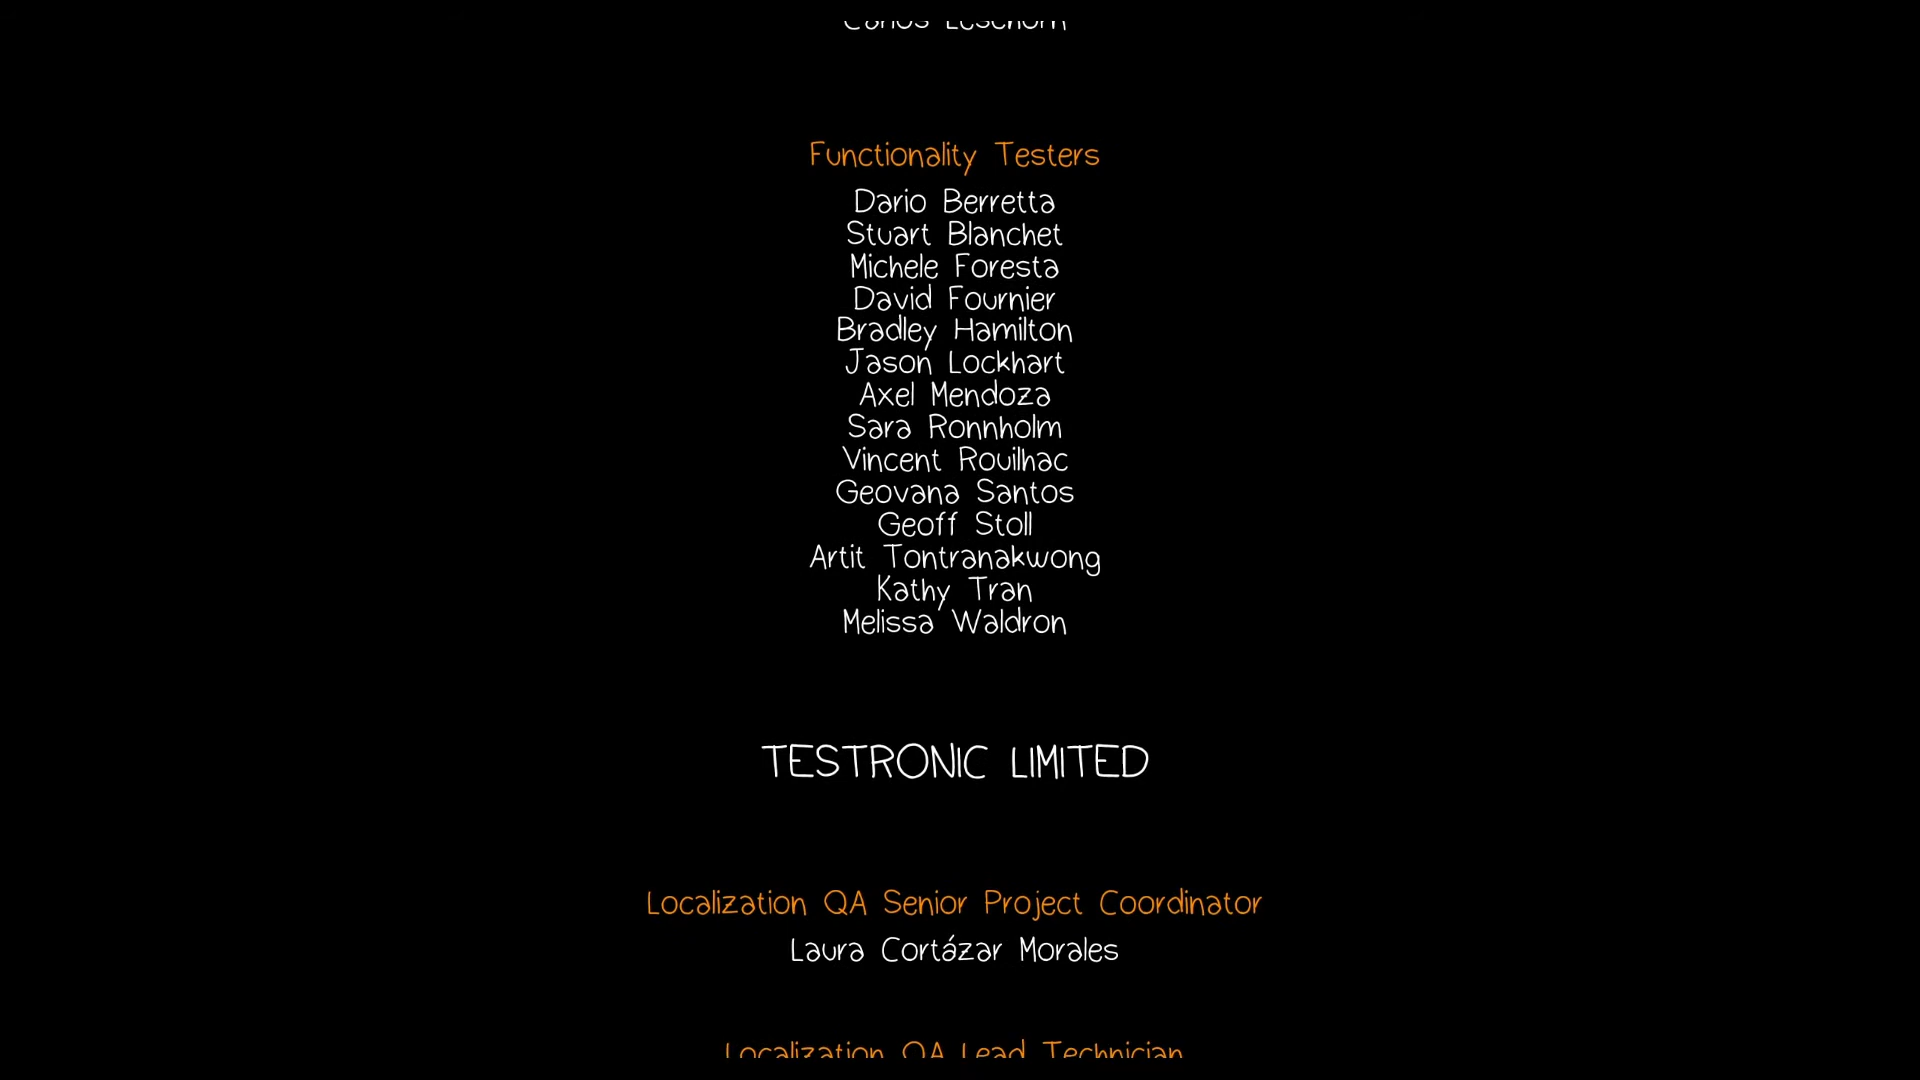 Functionality Testers
Dario Berretta
Stuart Blanchet
Michele Foresta
David Fournier
Bradley Hamilton
Jason Lockhart
Axel Mendoza
Sara Ronnholm
Vincent Rouilhac
Geovana Santos
Geoff Stoll
Artit Tontranakwong
Kathy Tran
Melissa Waldron
TESTRONIC LIMITED
Localization QA Senior Project Coordinator
Laura Cortázar Morales
Localization QA Lead Technician